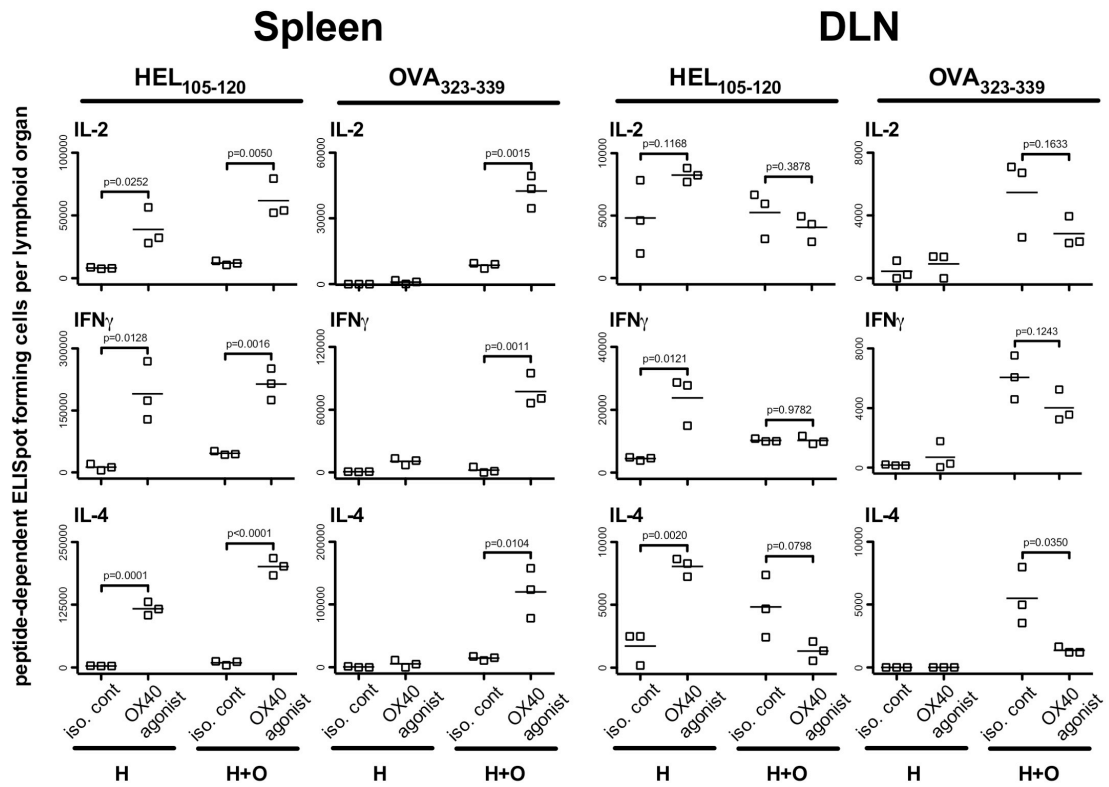 Spleen DLN
HEL105-120 OVA323-339 HEL105-120 OVA323-339
peptide-dependent ELISpot forming cells per lymphoid organ
IL-2 IL-2 IL-2 IL-2
100000 50000 0
p=0.0252 p=0.0050
60000 30000 0
p=0.0015
10000 5000 0
p=0.1168 p=0.3878
8000 4000 0
p=0.1633
IFNγ IFNγ IFNγ IFNγ
300000 150000 0
p=0.0128 p=0.0016
120000 60000 0
p=0.0011
40000 20000 0
p=0.0121 p=0.9782
8000 4000 0
p=0.1243
IL-4 IL-4 IL-4 IL-4
250000 125000 0
p=0.0001 p<0.0001
200000 100000 0
p=0.0104
10000 5000 0
p=0.0020 p=0.0798
10000 5000 0
p=0.0350
iso. cont OX40 agonist iso. cont OX40 agonist iso. cont OX40 agonist iso. cont OX40 agonist iso. cont OX40 agonist iso. cont OX40 agonist iso. cont OX40 agonist iso. cont OX40 agonist
H H+O H H+O H H+O H H+O